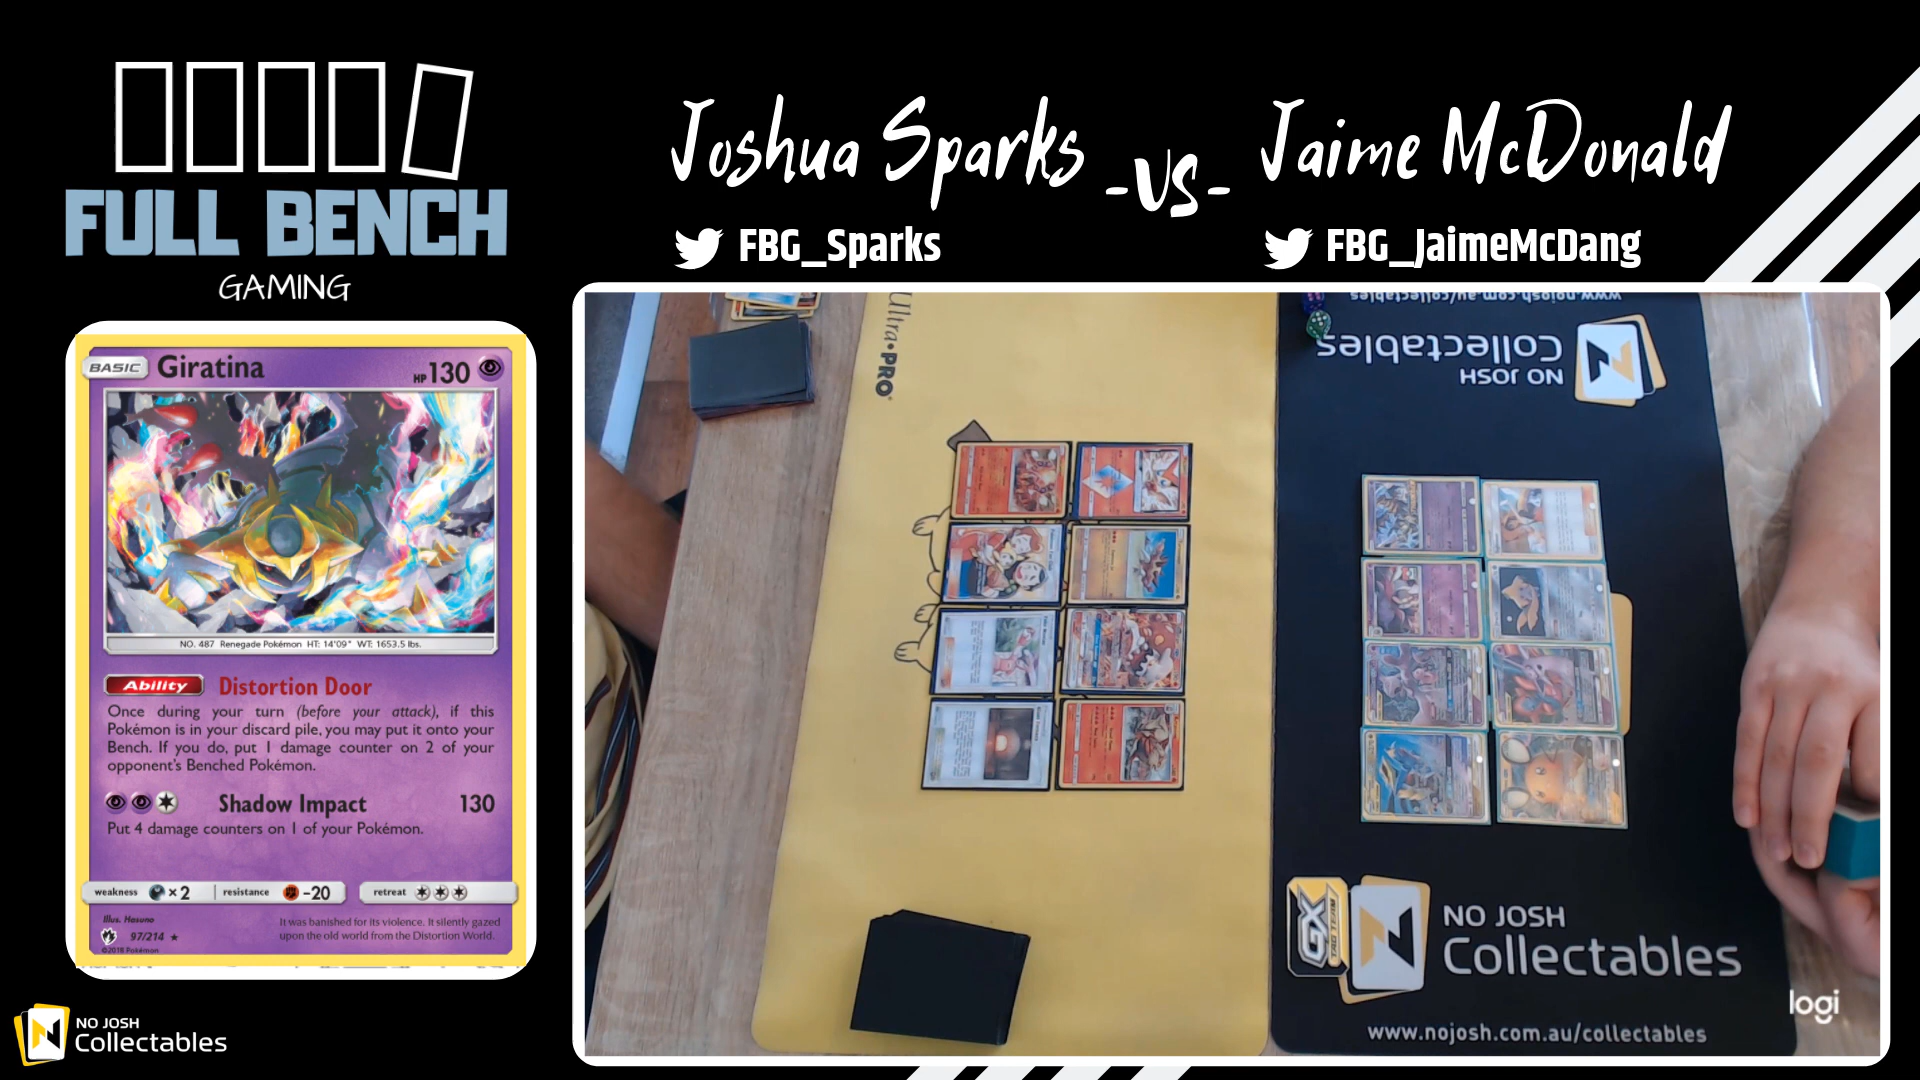 FULL BENCH
GAMING
Joshua Sparks -VS- Jaime McDonald
FBG_Sparks
FBG_JaimeMcDang
BASIC Giratina HP 130
NO. 487 Renegade Pokémon HT: 14'09" WT: 1653.5 lbs.
Ability Distortion Door
Once during your turn (before your attack), if this
Pokémon is in your discard pile, you may put it onto your
Bench. If you do, put 1 damage counter on 2 of your
opponent's Benched Pokémon.
Shadow Impact 130
Put 4 damage counters on 1 of your Pokémon.
weakness ×2 resistance -20 retreat
Illus. Hasuno
97/214 ★
©2018 Pokémon
It was banished for its violence. It silently gazed
upon the old world from the Distortion World.
NO JOSH
Collectables
Ultra•PRO
www.nojosh.com.au/collectables
Collectables
NO JOSH
GX
TAG TEAM
NO JOSH
Collectables
logi
www.nojosh.com.au/collectables